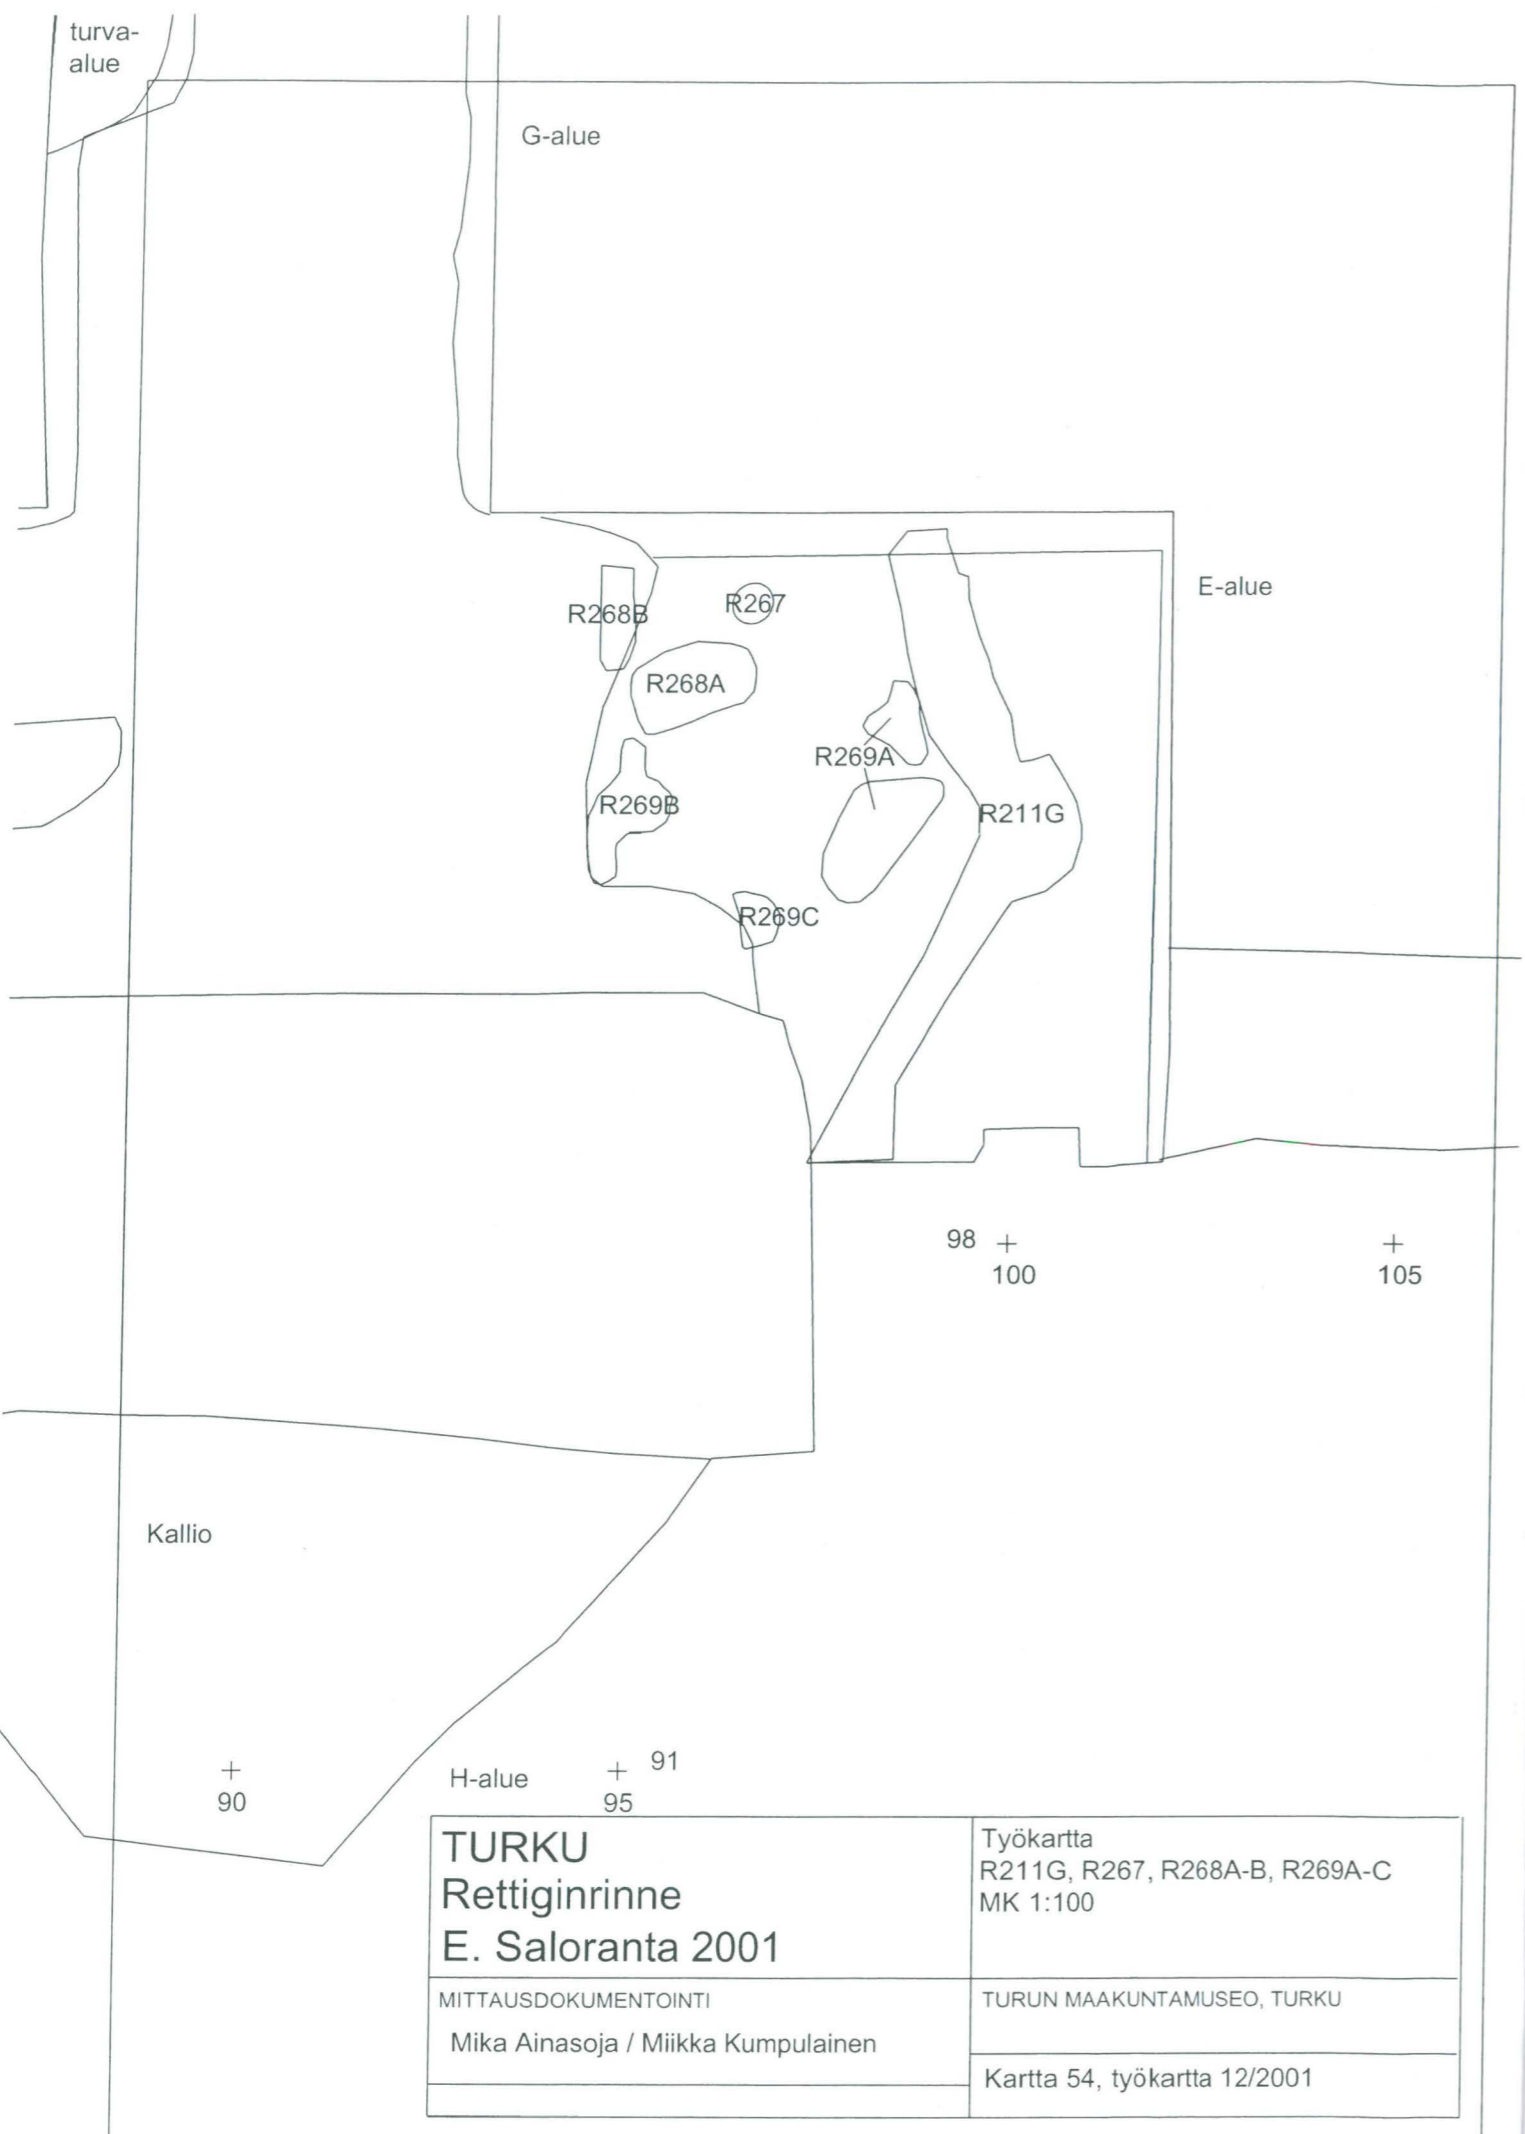 turva-
alue
G-alue
E-alue
R268B
R267
R268A
R269A
R269B
R211G
R269C
98
100
105
Kallio
90
H-alue
91
95
TURKU
Rettiginrinne
E. Saloranta 2001
Työkartta
R211G, R267, R268A-B, R269A-C
MK 1:100
MITTAUSDOKUMENTOINTI
Mika Ainasoja / Miikka Kumpulainen
TURUN MAAKUNTAMUSEO, TURKU
Kartta 54, työkartta 12/2001